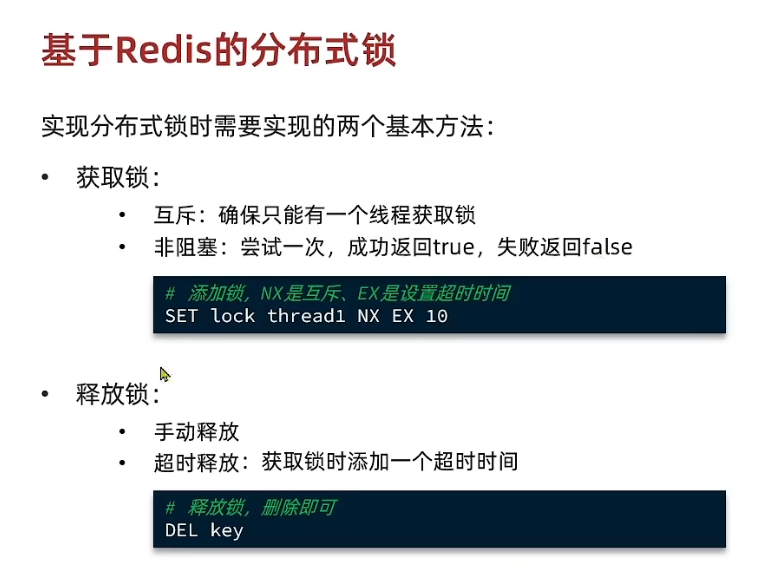 基于Redis的分布式锁
实现分布式锁时需要实现的两个基本方法：
• 获取锁：
• 互斥：确保只能有一个线程获取锁
• 非阻塞：尝试一次，成功返回true，失败返回false
# 添加锁，NX是互斥、EX是设置超时时间
SET lock thread1 NX EX 10
• 释放锁：
• 手动释放
• 超时释放：获取锁时添加一个超时时间
# 释放锁，删除即可
DEL key